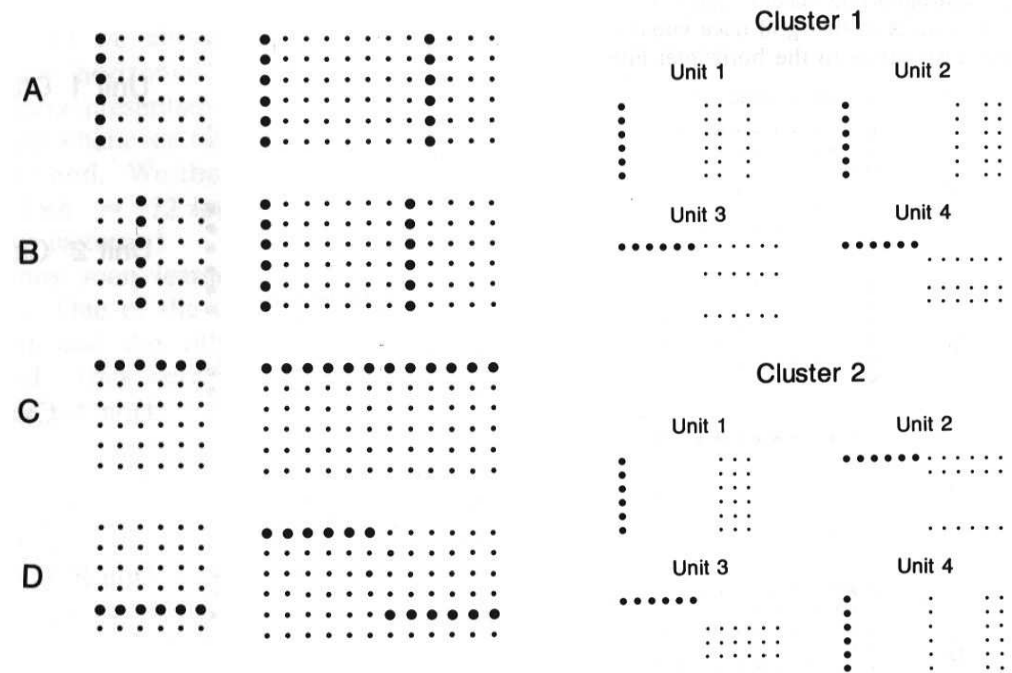 A
B
C
D
Cluster 1
Unit 1
Unit 2
Unit 3
Unit 4
Cluster 2
Unit 1
Unit 2
Unit 3
Unit 4